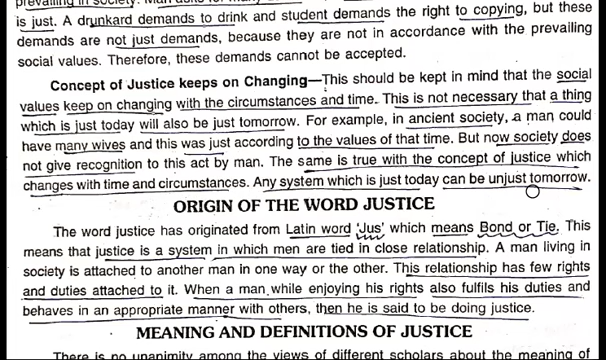 prevailing in society. Man asks for many
is just. A drunkard demands to drink and student demands the right to copying, but these
demands are not just demands, because they are not in accordance with the prevailing
social values. Therefore, these demands cannot be accepted.
Concept of Justice keeps on Changing—This should be kept in mind that the social
values keep on changing with the circumstances and time. This is not necessary that a thing
which is just today will also be just tomorrow. For example, in ancient society, a man could
have many wives and this was just according to the values of that time. But now society does
not give recognition to this act by man. The same is true with the concept of justice which
changes with time and circumstances. Any system which is just today can be unjust tomorrow.
ORIGIN OF THE WORD JUSTICE
The word justice has originated from Latin word 'Jus' which means Bond or Tie. This
means that justice is a system in which men are tied in close relationship. A man living in
society is attached to another man in one way or the other. This relationship has few rights
and duties attached to it. When a man while enjoying his rights also fulfils his duties and
behaves in an appropriate manner with others, then he is said to be doing justice.
MEANING AND DEFINITIONS OF JUSTICE
There is no unanimity among the views of different scholars about the meaning of